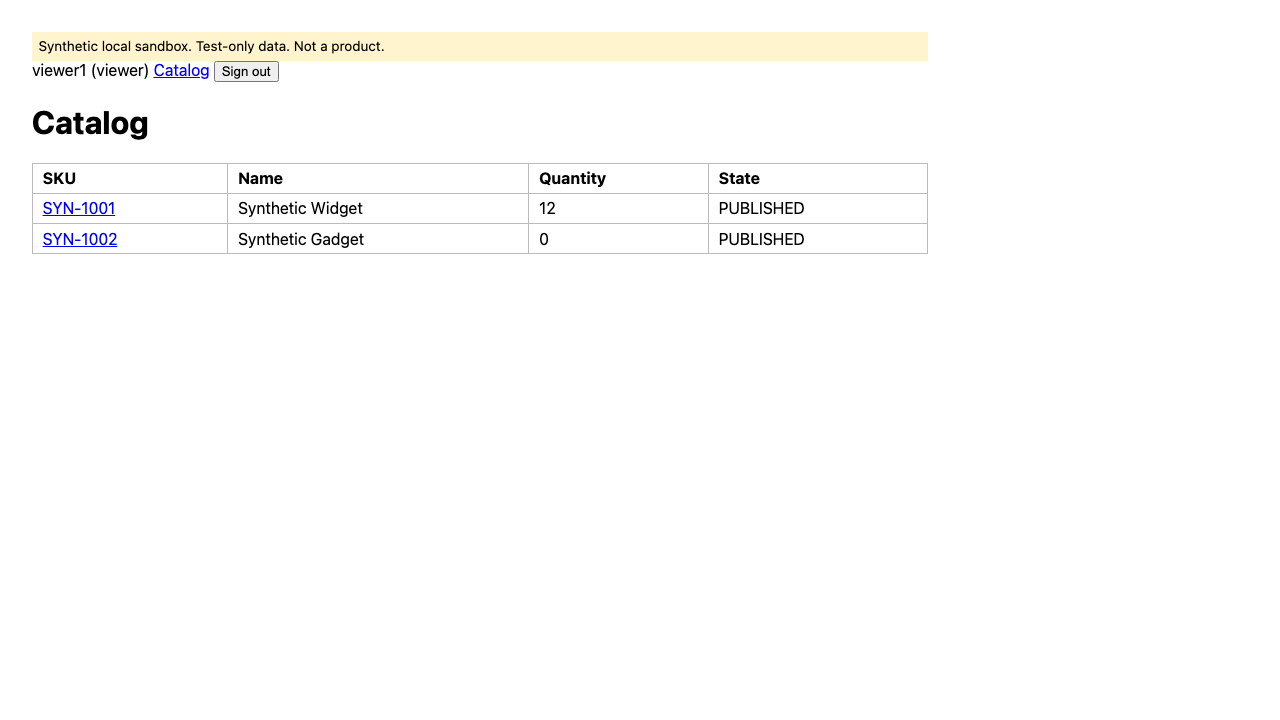 Synthetic local sandbox. Test-only data. Not a product.
viewer1 (viewer) Catalog Sign out
Catalog
SKU Name Quantity State
SYN-1001 Synthetic Widget 12 PUBLISHED
SYN-1002 Synthetic Gadget 0 PUBLISHED